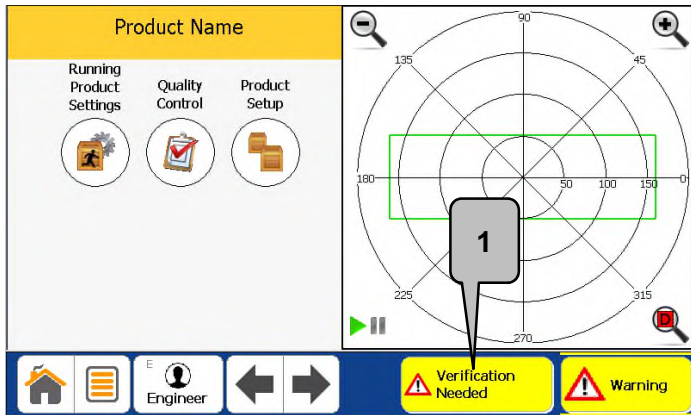 Product Name
Running
Product
Settings
Quality
Control
Product
Setup
90
135
45
180
50
100
150
0
1
225
315
270
D
E
Engineer
Verification
Needed
Warning